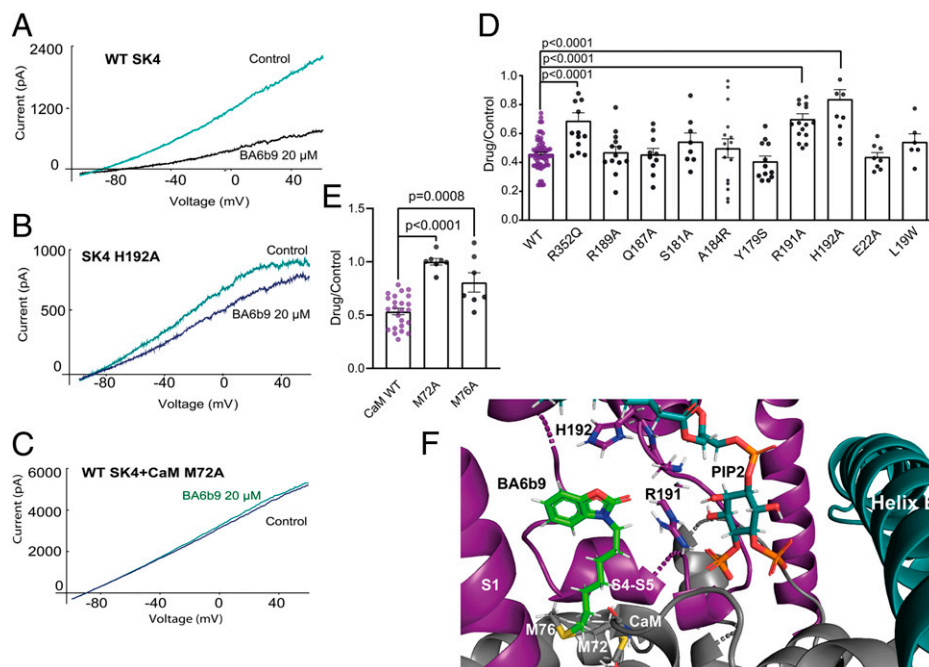 A
WT SK4
2400
1200
0
Current (pA)
Control
BA6b9 20 µM
-80
-40
0
40
Voltage (mV)
B
SK4 H192A
1000
500
0
Current (pA)
Control
BA6b9 20 µM
-80
-40
0
40
Voltage (mV)
C
WT SK4+CaM M72A
6000
4000
2000
0
Current (pA)
BA6b9 20 µM
Control
-80
-40
0
40
Voltage (mV)
D
p<0.0001
p<0.0001
p<0.0001
1.0
0.8
0.6
0.4
0.2
0.0
Drug/Control
WT
R352Q
R189A
Q187A
S181A
A184R
Y179S
R191A
H192A
E22A
L19W
E
p=0.0008
p<0.0001
1.5
1.0
0.5
0.0
Drug/Control
CaM WT
M72A
M76A
F
H192
BA6b9
PIP2
R191
Helix
S1
S4-S5
M76
CaM
M72